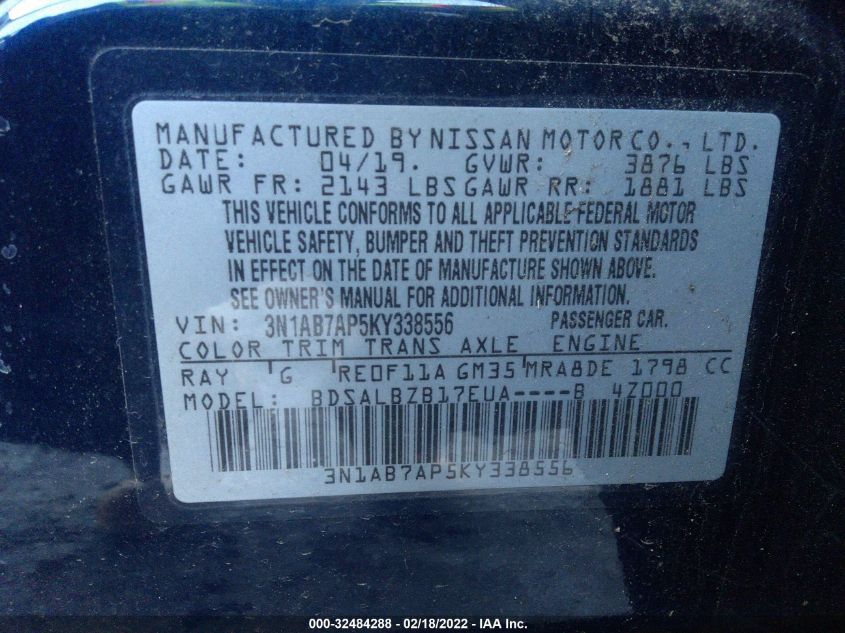 MANUFACTURED BY NISSAN MOTOR CO., LTD.
DATE: 04/19. GVWR: 3876 LBS
GAWR FR: 2143 LBS GAWR RR: 1881 LBS
THIS VEHICLE CONFORMS TO ALL APPLICABLE FEDERAL MOTOR
VEHICLE SAFETY, BUMPER AND THEFT PREVENTION STANDARDS
IN EFFECT ON THE DATE OF MANUFACTURE SHOWN ABOVE.
SEE OWNER'S MANUAL FOR ADDITIONAL INFORMATION.
VIN: 3N1AB7AP5KY338556 PASSENGER CAR.
COLOR TRIM TRANS AXLE ENGINE
RAY G RE0F11A GM35 MRA8DE 1798 CC
MODEL: BDSALBZB17EUA----B 4Z000
3N1AB7AP5KY338556
000-32484288 - 02/18/2022 - IAA Inc.